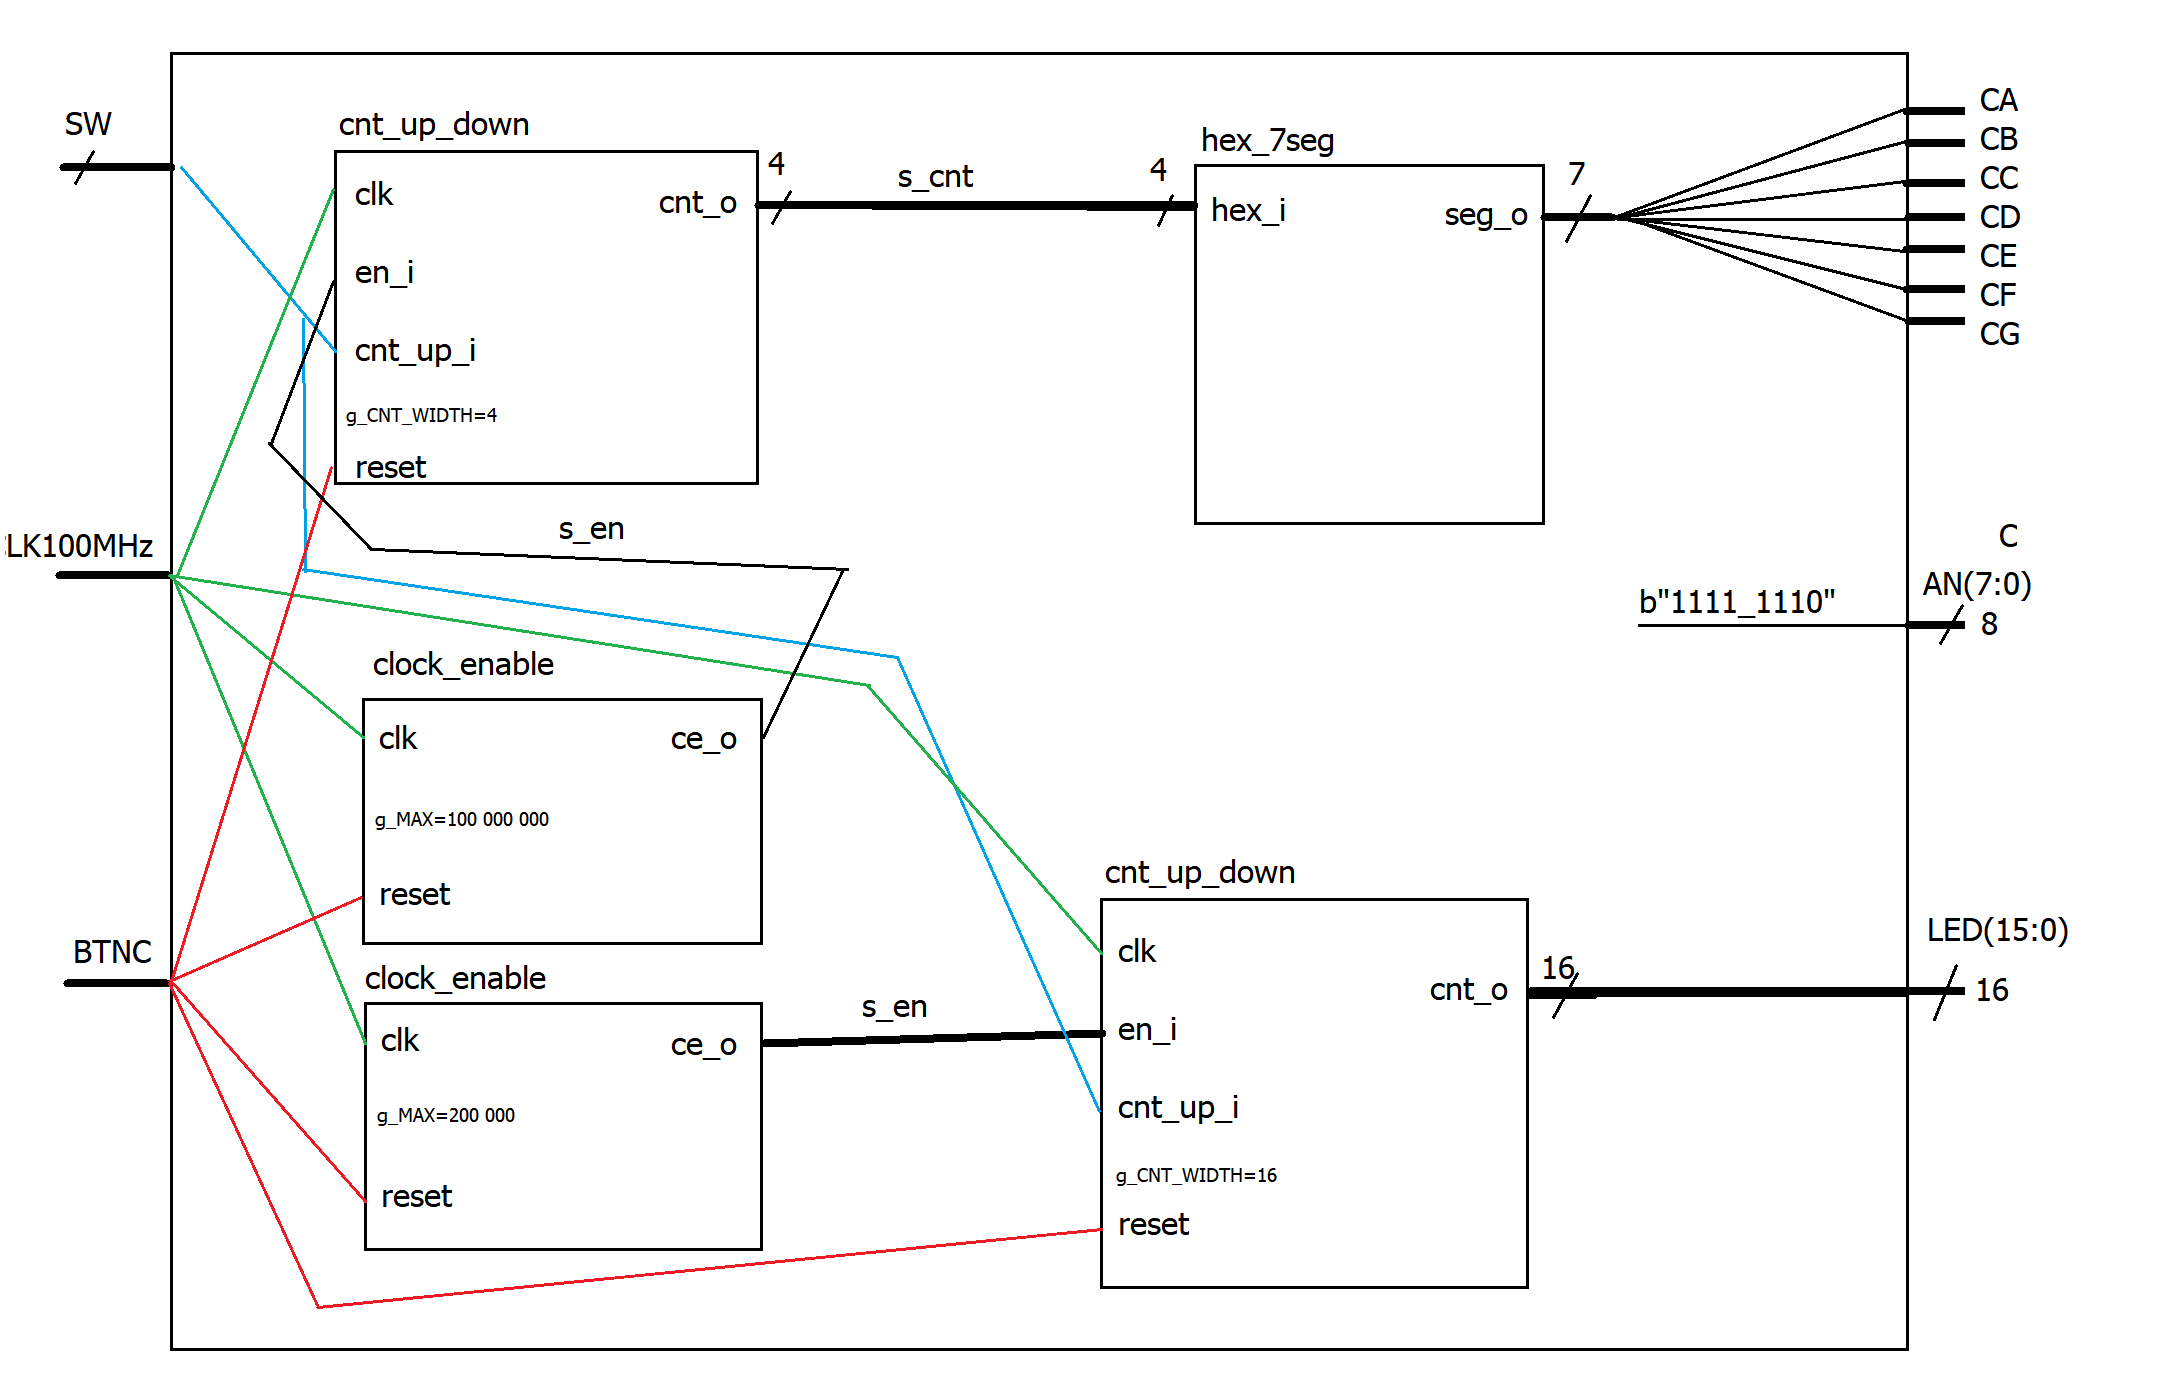 SW
cnt_up_down
clk
cnt_o
en_i
cnt_up_i
g_CNT_WIDTH=4
reset
4
s_cnt
4
hex_7seg
hex_i
seg_o
7
CA
CB
CC
CD
CE
CF
CG
LK100MHz
s_en
C
AN(7:0)
b"1111_1110"
8
clock_enable
clk
ce_o
g_MAX=100 000 000
reset
BTNC
clock_enable
clk
ce_o
g_MAX=200 000
reset
s_en
cnt_up_down
clk
cnt_o
en_i
cnt_up_i
g_CNT_WIDTH=16
reset
16
LED(15:0)
16